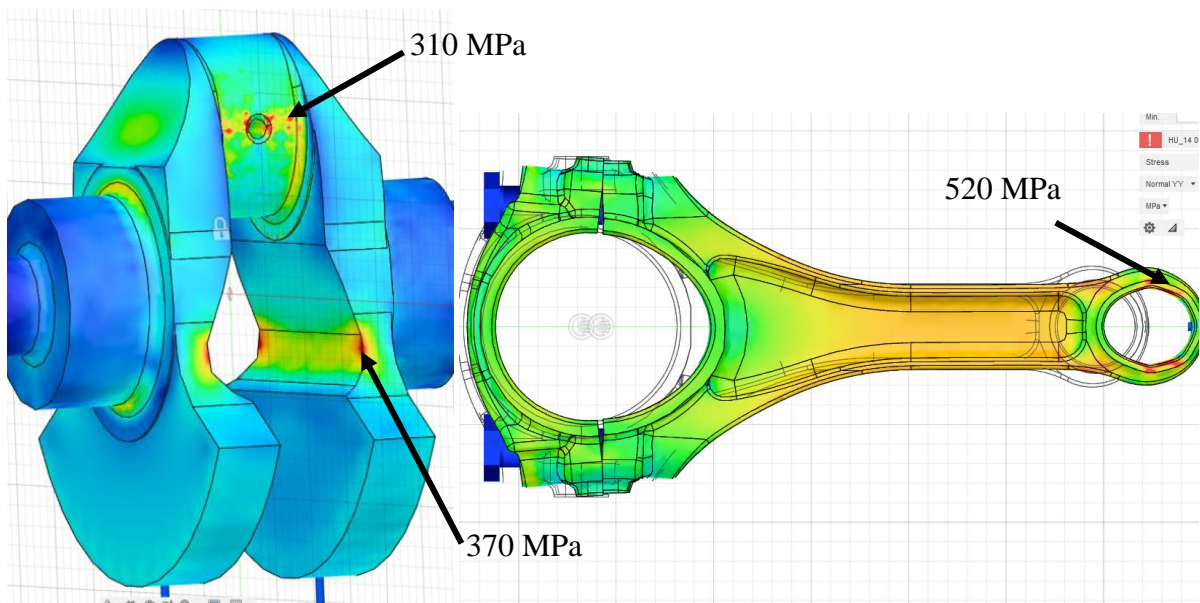 310 MPa
370 MPa
520 MPa
Min.
! HU_14 0
Stress
Normal YY
MPa